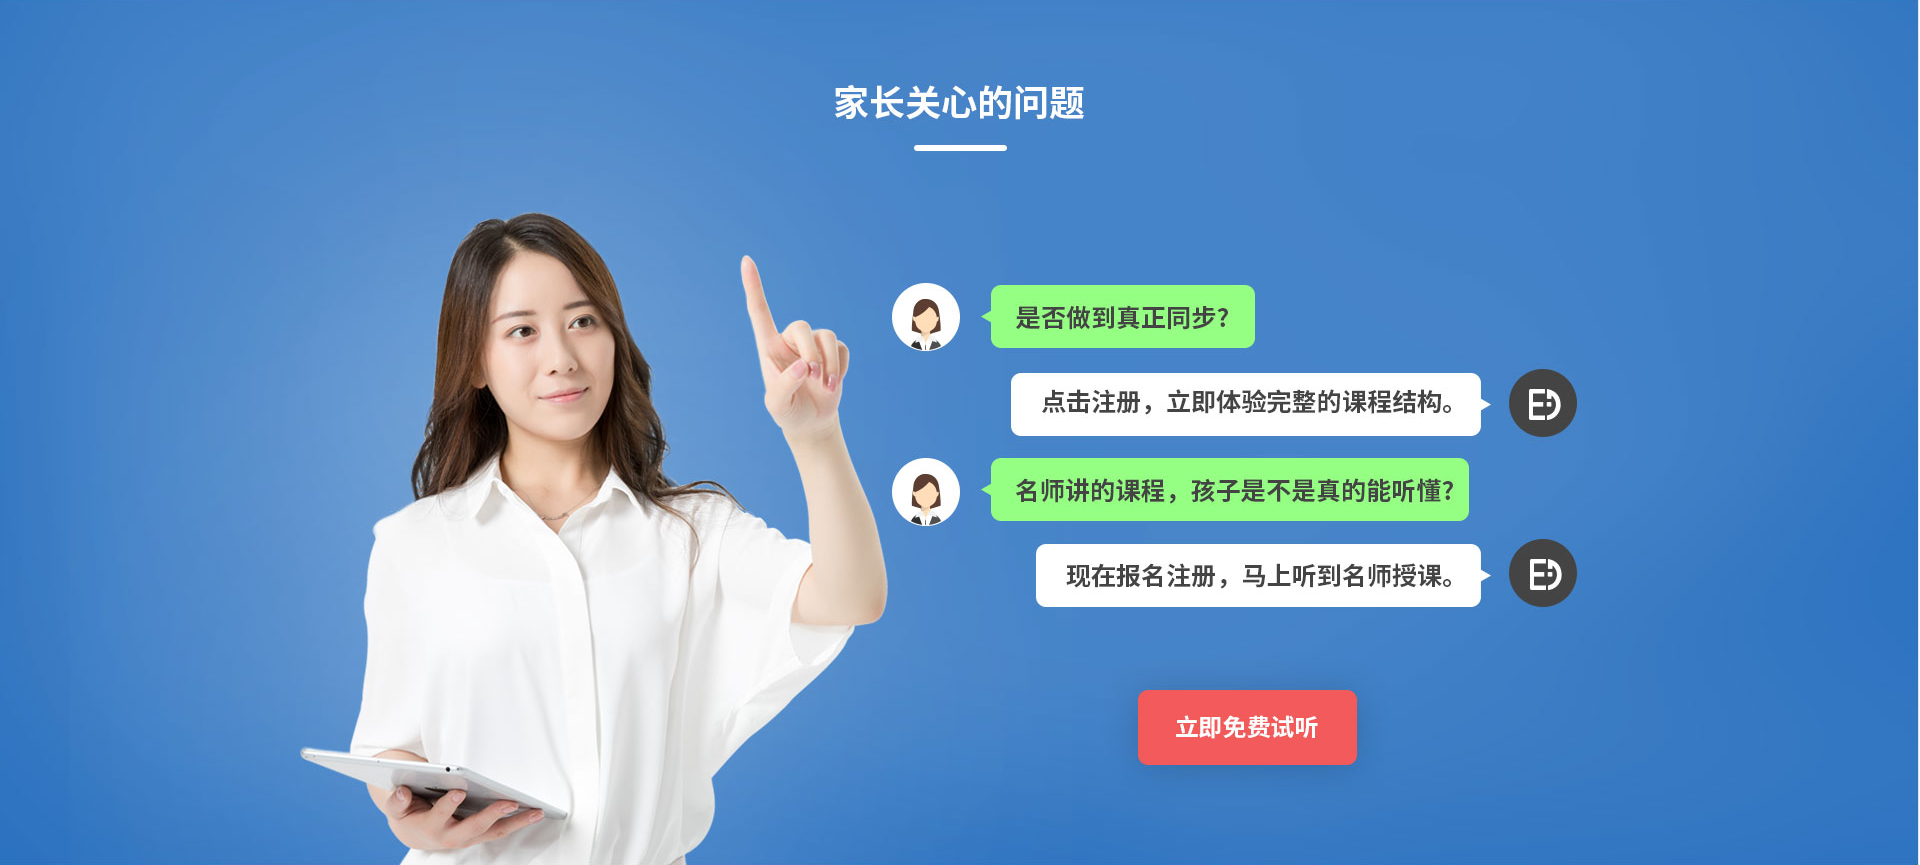 家长关心的问题
是否做到真正同步?
点击注册，立即体验完整的课程结构。
ED
名师讲的课程，孩子是不是真的能听懂?
现在报名注册，马上听到名师授课。
ED
立即免费试听